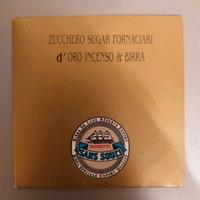 ZUCCHERO SUGAR FORNACIARI
d'ORO INCENSO & BIRRA
MORETTI
SANS SOUCI